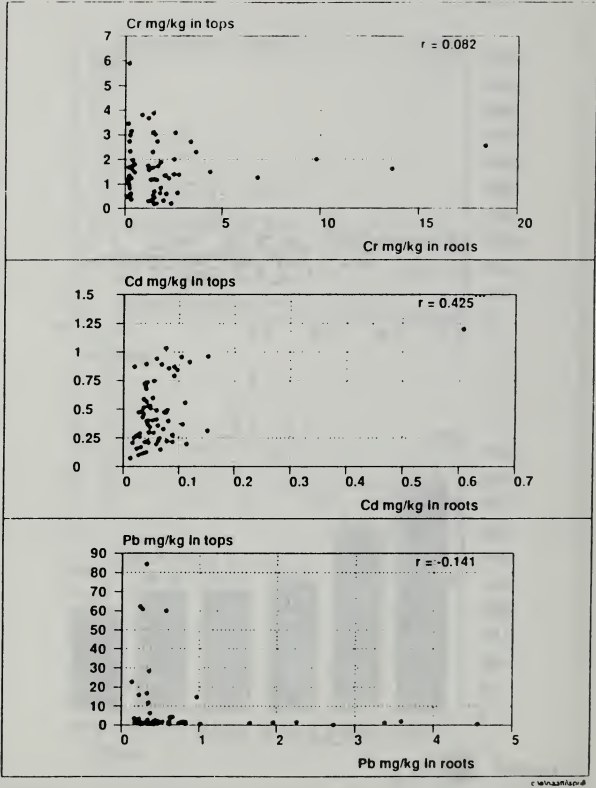 Cr mg/kg in tops
r = 0.082
7
6
5
4
3
2
1
0
0 5 10 15 20
Cr mg/kg in roots
Cd mg/kg in tops
r = 0.425***
1.5
1.25
1
0.75
0.5
0.25
0
0 0.1 0.2 0.3 0.4 0.5 0.6 0.7
Cd mg/kg in roots
Pb mg/kg in tops
r = -0.141
90
80
70
60
50
40
30
20
10
0
0 1 2 3 4 5
Pb mg/kg in roots